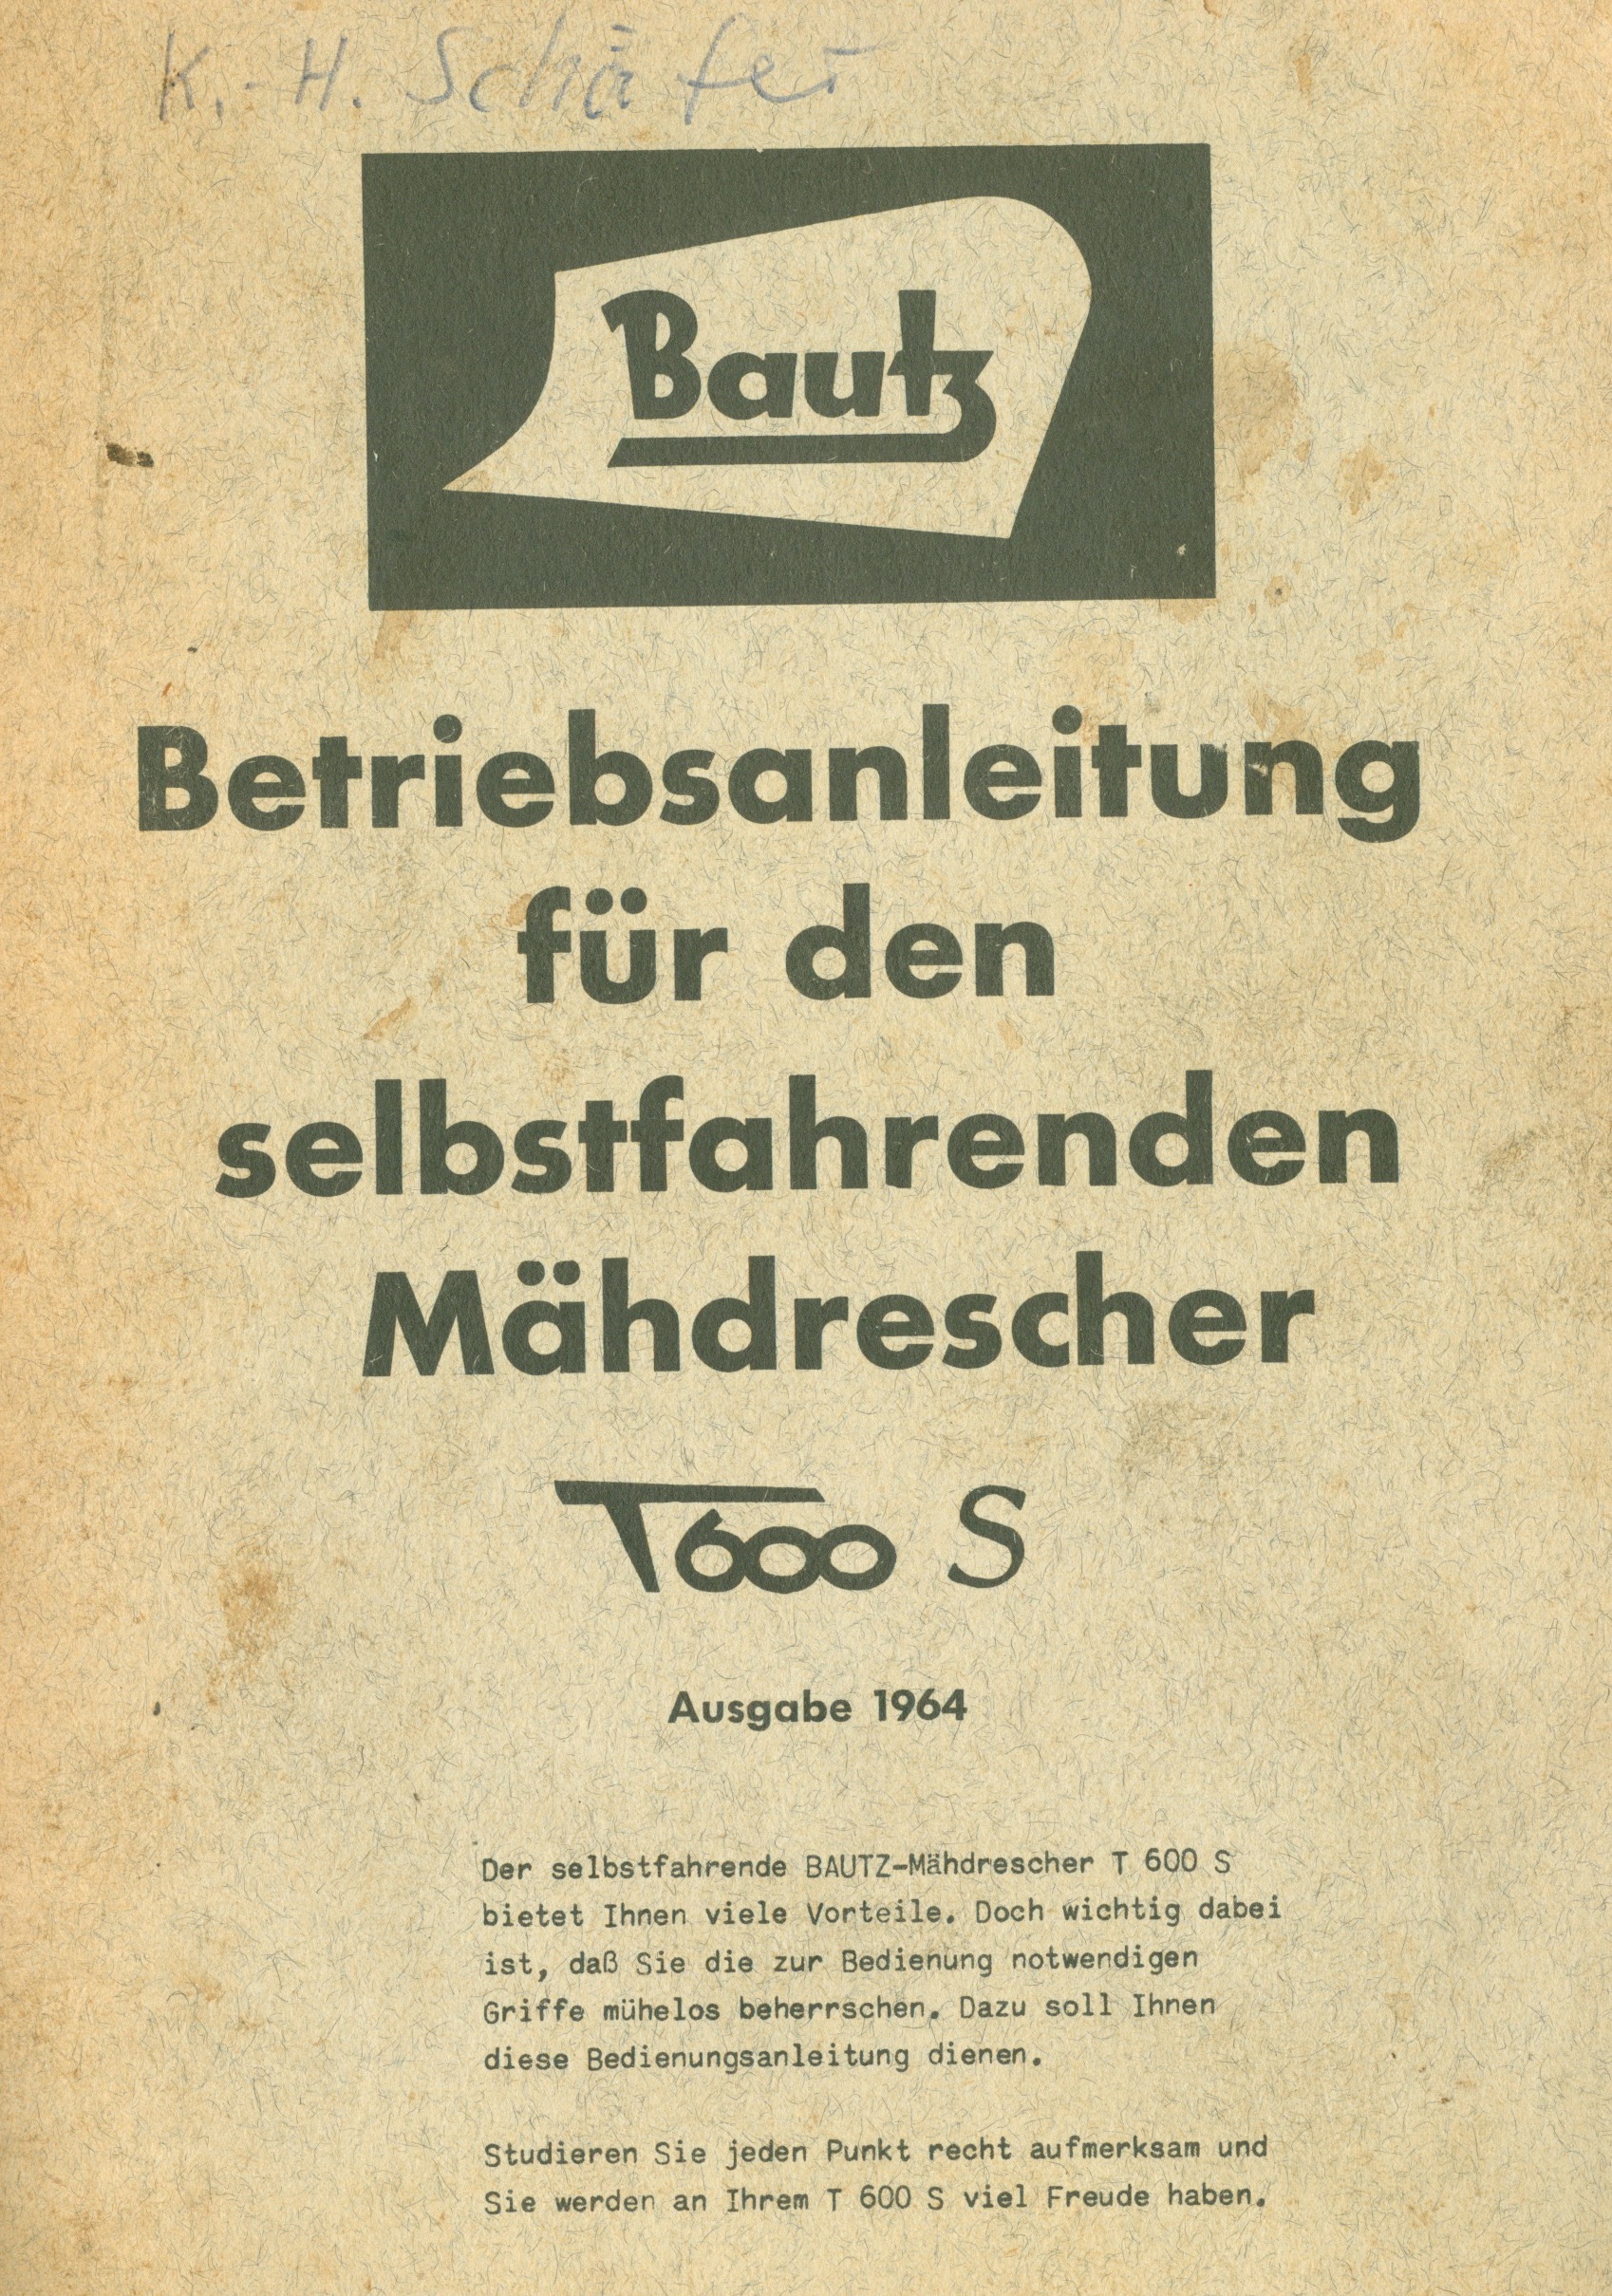 K.-H. Schäfer
Bautz
Betriebsanleitung
für den
selbstfahrenden
Mähdrescher
T600 S
Ausgabe 1964
Der selbstfahrende BAUTZ-Mähdrescher T 600 S
bietet Ihnen viele Vorteile. Doch wichtig dabei
ist, daß Sie die zur Bedienung notwendigen
Griffe mühelos beherrschen. Dazu soll Ihnen
diese Bedienungsanleitung dienen.
Studieren Sie jeden Punkt recht aufmerksam und
Sie werden an Ihrem T 600 S viel Freude haben.